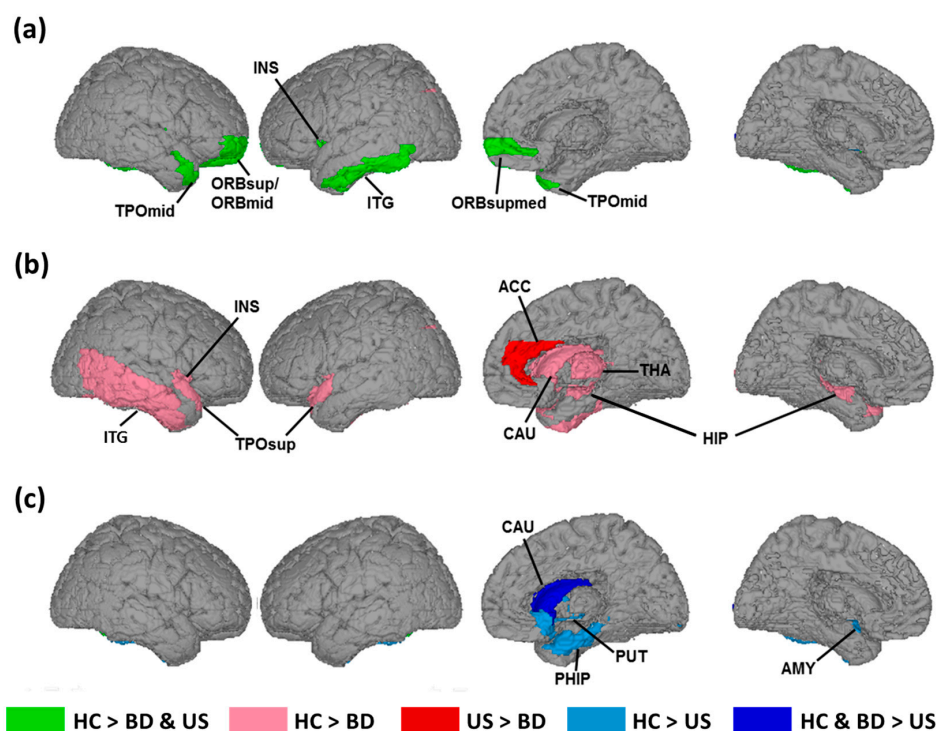 (a)
INS
ORBsup/
ORBmid
TPOmid
ITG
ORBsupmed
TPOmid
(b)
INS
ITG
TPOsup
ACC
THA
CAU
HIP
(c)
CAU
PUT
PHIP
AMY
HC > BD & US
HC > BD
US > BD
HC > US
HC & BD > US